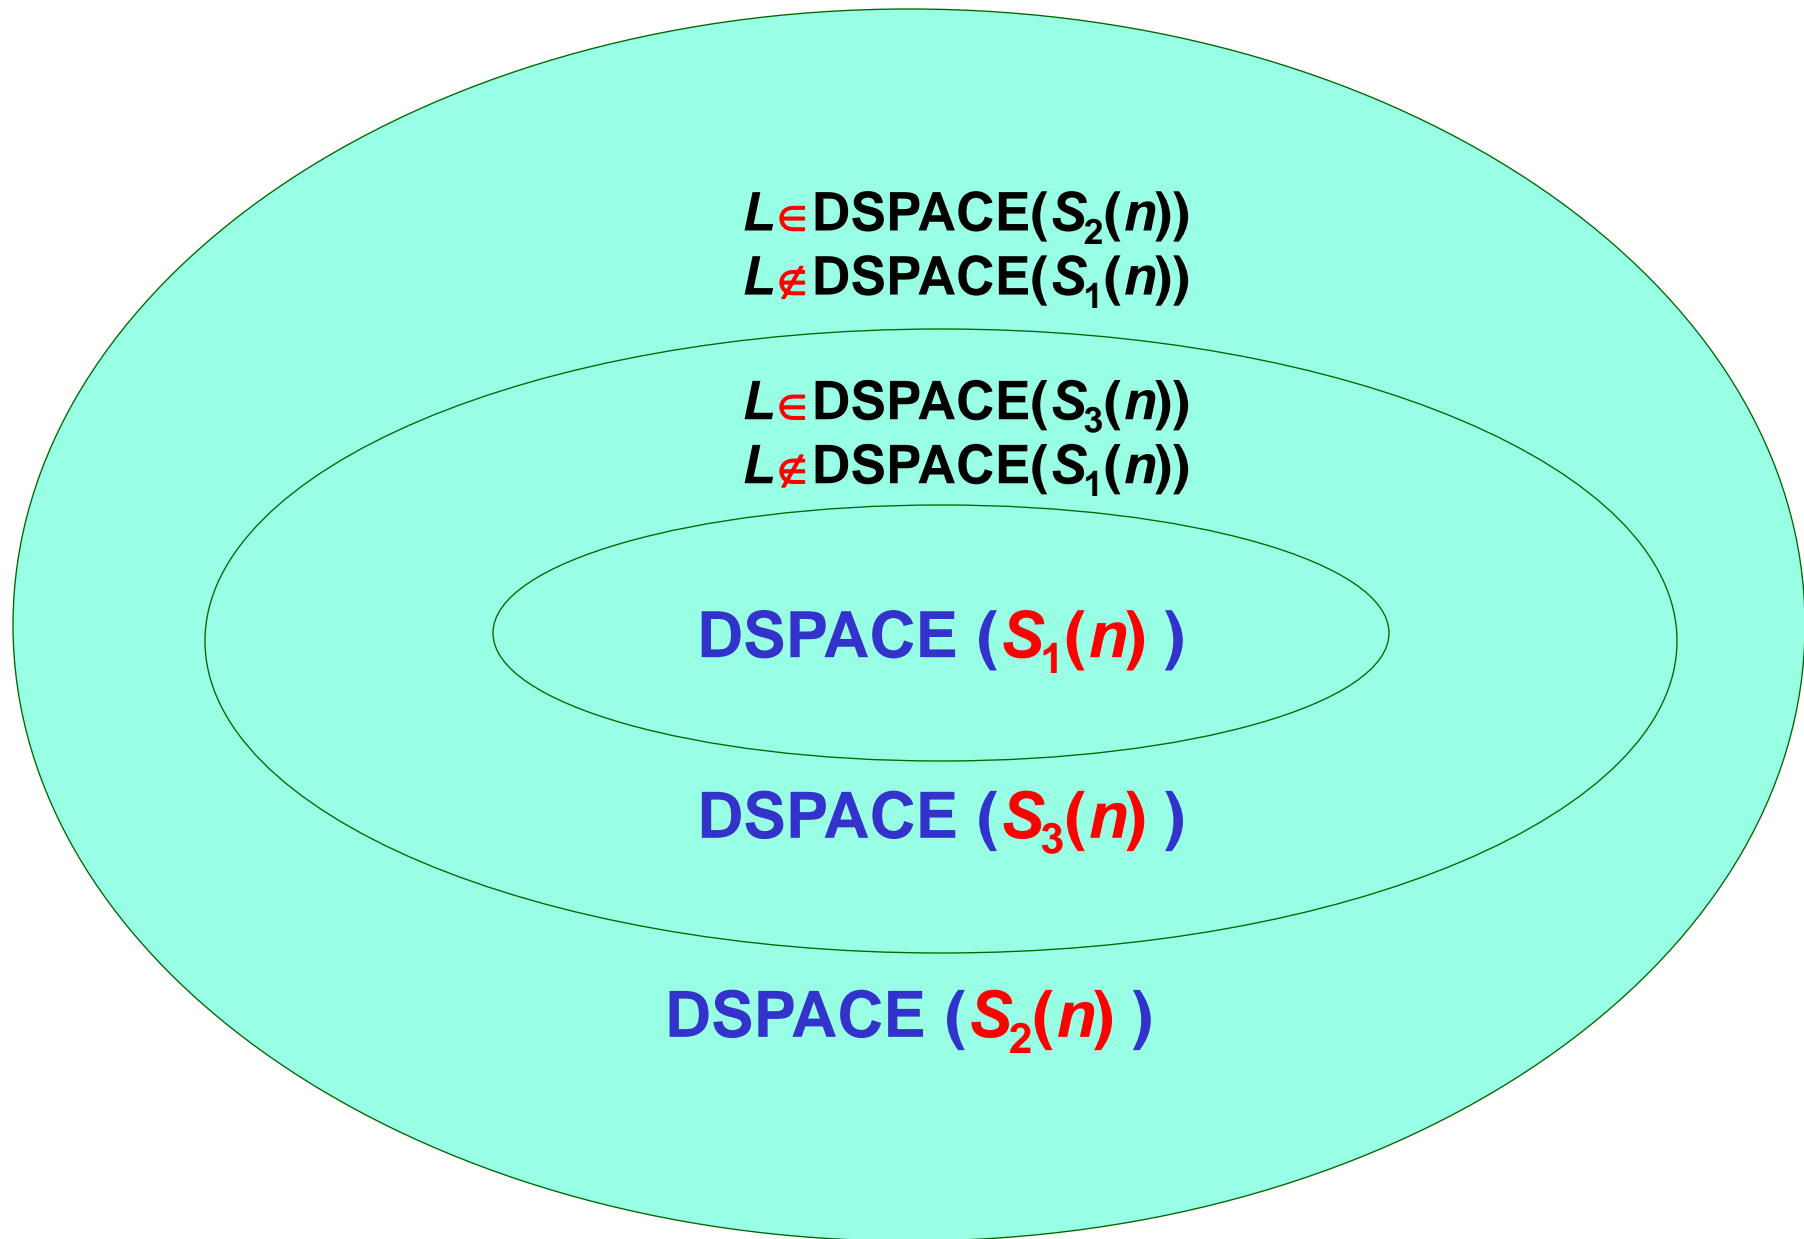 L∈DSPACE(S₂(n))
L∉DSPACE(S₁(n))
L∈DSPACE(S₃(n))
L∉DSPACE(S₁(n))
DSPACE (S₁(n) )
DSPACE (S₃(n) )
DSPACE (S₂(n) )